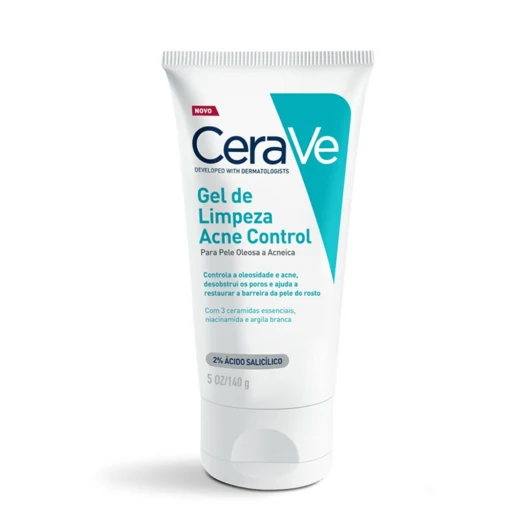 NOVO
CeraVe
DEVELOPED WITH DERMATOLOGISTS
Gel de
Limpeza
Acne Control
Para Pele Oleosa a Acneica
Controla a oleosidade e acne,
desobstrui os poros e ajuda a
restaurar a barreira da pele do rosto
Com 3 ceramidas essenciais,
niacinamida e argila branca
2% ÁCIDO SALICÍLICO
5 OZ/140 g